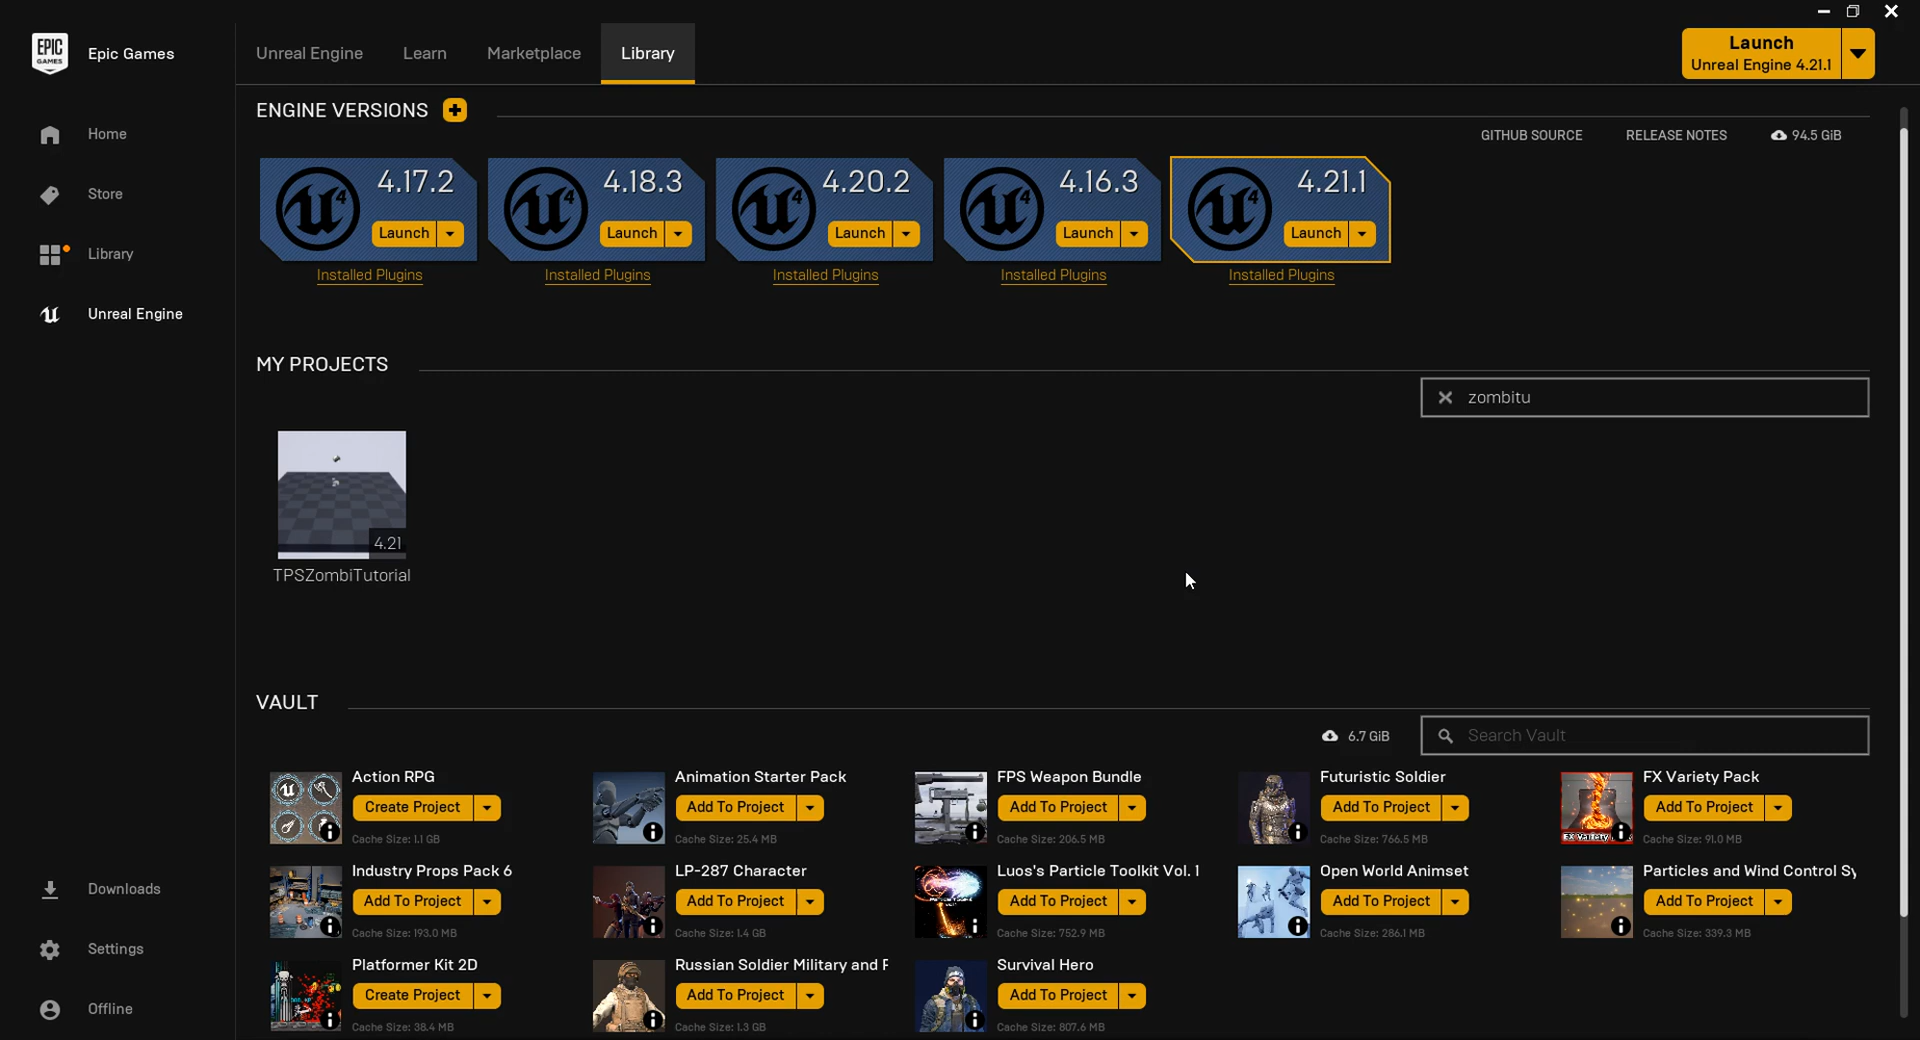 EPIC GAMES
Epic Games
Home
Store
Library
Unreal Engine
Downloads
Settings
Offline
Unreal Engine
Learn
Marketplace
Library
Launch
Unreal Engine 4.21.1
ENGINE VERSIONS
GITHUB SOURCE
RELEASE NOTES
94.5 GiB
4.17.2
Launch
Installed Plugins
4.18.3
Launch
Installed Plugins
4.20.2
Launch
Installed Plugins
4.16.3
Launch
Installed Plugins
4.21.1
Launch
Installed Plugins
MY PROJECTS
zombitu
4.21
TPSZombiTutorial
VAULT
6.7 GiB
Search Vault
Action RPG
Create Project
Cache Size: 1.1 GB
Animation Starter Pack
Add To Project
Cache Size: 25.4 MB
FPS Weapon Bundle
Add To Project
Cache Size: 206.5 MB
Futuristic Soldier
Add To Project
Cache Size: 766.5 MB
FX Variety Pack
Add To Project
Cache Size: 91.0 MB
Industry Props Pack 6
Add To Project
Cache Size: 193.0 MB
LP-287 Character
Add To Project
Cache Size: 1.4 GB
Luos's Particle Toolkit Vol. 1
Add To Project
Cache Size: 752.9 MB
Open World Animset
Add To Project
Cache Size: 286.1 MB
Particles and Wind Control Sy
Add To Project
Cache Size: 339.3 MB
Platformer Kit 2D
Create Project
Cache Size: 38.4 MB
Russian Soldier Military and F
Add To Project
Cache Size: 1.3 GB
Survival Hero
Add To Project
Cache Size: 807.6 MB